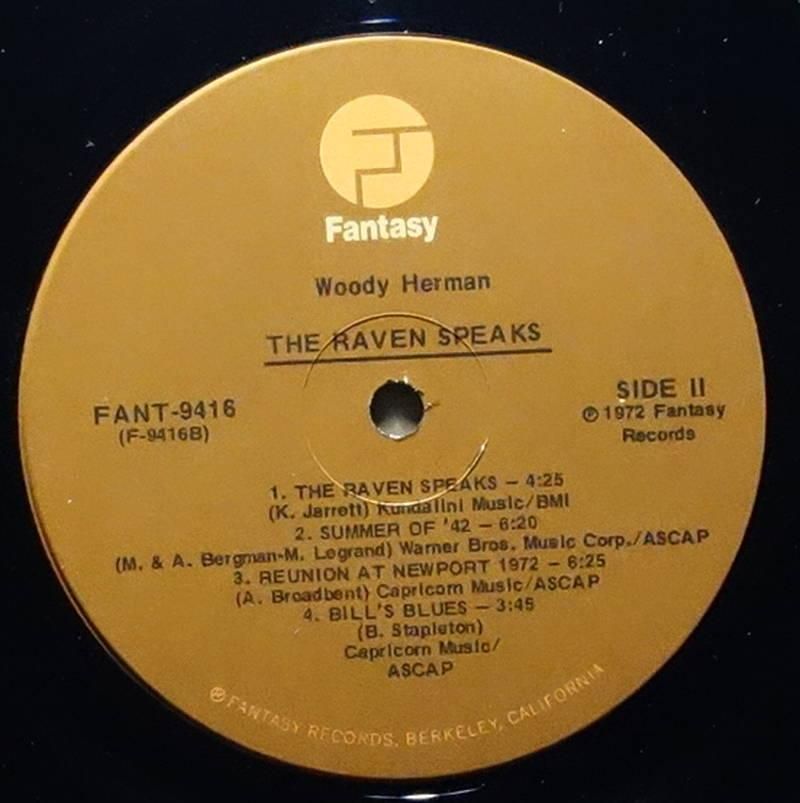 Fantasy
Woody Herman
THE RAVEN SPEAKS
FANT-9416
(F-9416B)
SIDE II
℗ 1972 Fantasy
Records
1. THE RAVEN SPEAKS – 4:25
(K. Jarrett) Kundalini Music/BMI
2. SUMMER OF '42 – 6:20
(M. & A. Bergman-M. Legrand) Warner Bros. Music Corp./ASCAP
3. REUNION AT NEWPORT 1972 – 6:25
(A. Broadbent) Capricorn Music/ASCAP
4. BILL'S BLUES – 3:45
(B. Stapleton)
Capricorn Music/
ASCAP
℗ FANTASY RECORDS, BERKELEY, CALIFORNIA